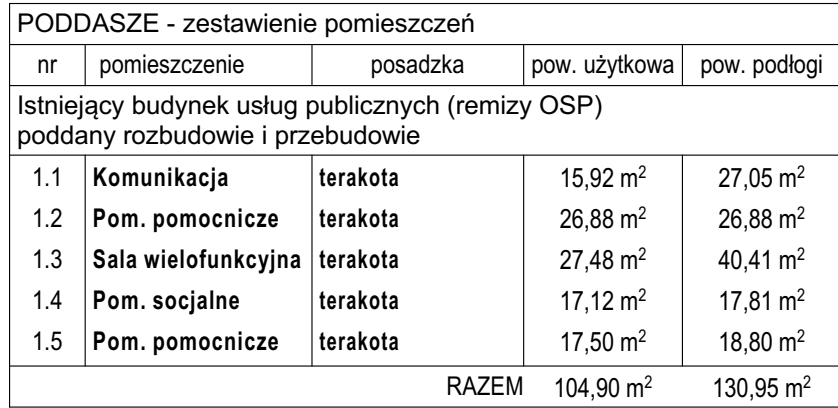 PODDASZE - zestawienie pomieszczeń
nr pomieszczenie posadzka pow. użytkowa pow. podłogi
Istniejący budynek usług publicznych (remizy OSP)
poddany rozbudowie i przebudowie
1.1 Komunikacja terakota 15,92 m² 27,05 m²
1.2 Pom. pomocnicze terakota 26,88 m² 26,88 m²
1.3 Sala wielofunkcyjna terakota 27,48 m² 40,41 m²
1.4 Pom. socjalne terakota 17,12 m² 17,81 m²
1.5 Pom. pomocnicze terakota 17,50 m² 18,80 m²
RAZEM 104,90 m² 130,95 m²